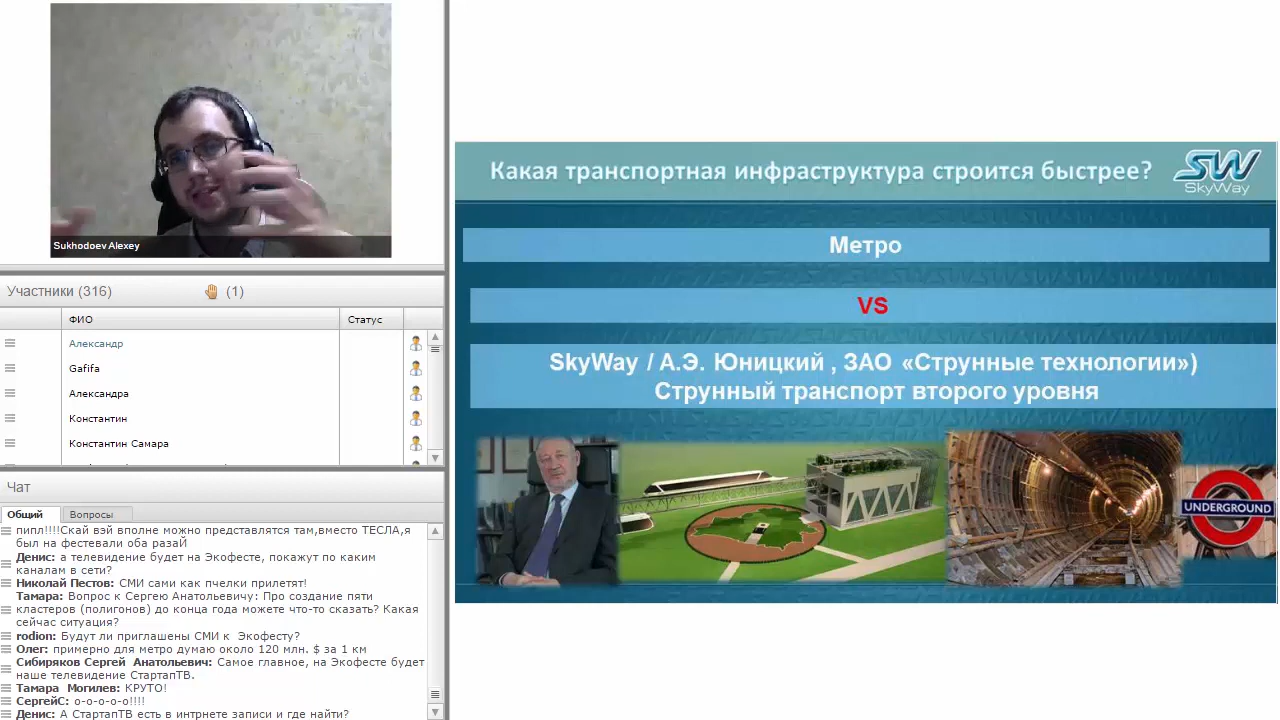 Sukhodoev Alexey
Участники (316)
(1)
ФИО
Статус
Александр
Gafifa
Александра
Константин
Константин Самара
Чат
Общий
Вопросы
пипл!!!!Скай вэй вполне можно представлятся там,вместо ТЕСЛА,я
был на фествали оба разай
Денис: а телевидение будет на Экофесте, покажут по каким
каналам в сети?
Николай Пестов: СМИ сами как пчелки прилетят!
Тамара: Вопрос к Сергею Анатольевичу: Про создание пяти
кластеров (полигонов) до конца года можете что-то сказать? Какая
сейчас ситуация?
rodion: Будут ли приглашены СМИ к Экофесту?
Олег: примерно для метро думаю около 120 млн. $ за 1 км
Сибиряков Сергей Анатольевич: Самое главное, на Экофесте будет
наше телевидение СтартапТВ.
Тамара Могилев: КРУТО!
СергейС: о-о-о-о-о!!!!
Денис: А СтартапТВ есть в интрнете записи и где найти?
Какая транспортная инфраструктура строится быстрее?
SW
SkyWay
Метро
VS
SkyWay / А.Э. Юницкий , ЗАО «Струнные технологии»)
Струнный транспорт второго уровня
UNDERGROUND